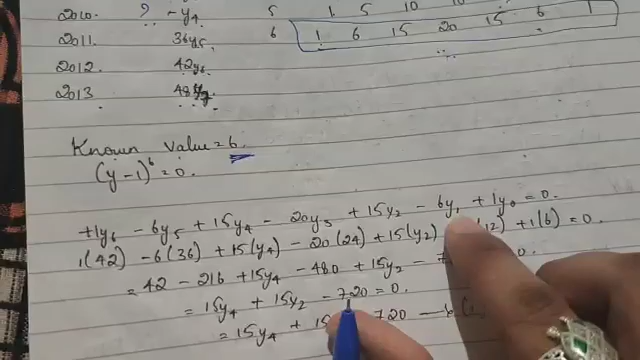 2010. ? -y₄ 5 1 5 10 10
2011. 36y₅ 6 1 6 15 20 15 6 1
2012. 42y₆
2013 48y₇
Known value = 6
(y - 1)⁶ = 0.
+1y₆ - 6y₅ + 15y₄ - 20y₃ + 15y₂ - 6y₁ + 1y₀ = 0.
1(42) - 6(36) + 15(y₄) - 20(24) + 15(y₂) 12) + 1(6) = 0.
= 42 - 216 + 15y₄ - 480 + 15y₂ - 7 0.
= 15y₄ + 15y₂ - 720 = 0.
= 15y₄ + 15 720